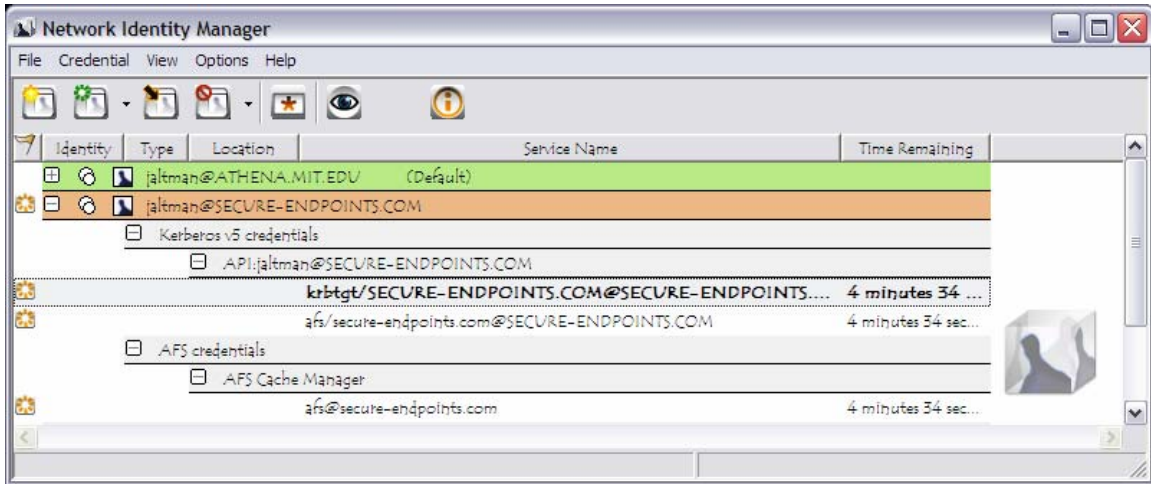 Network Identity Manager
File Credential View Options Help
Identity Type Location Service Name Time Remaining
jaltman@ATHENA.MIT.EDU (Default)
jaltman@SECURE-ENDPOINTS.COM
Kerberos v5 credentials
API:jaltman@SECURE-ENDPOINTS.COM
krbtgt/SECURE-ENDPOINTS.COM@SECURE-ENDPOINTS.... 4 minutes 34 ...
afs/secure-endpoints.com@SECURE-ENDPOINTS.COM 4 minutes 34 sec...
AFS credentials
AFS Cache Manager
afs@secure-endpoints.com 4 minutes 34 sec...